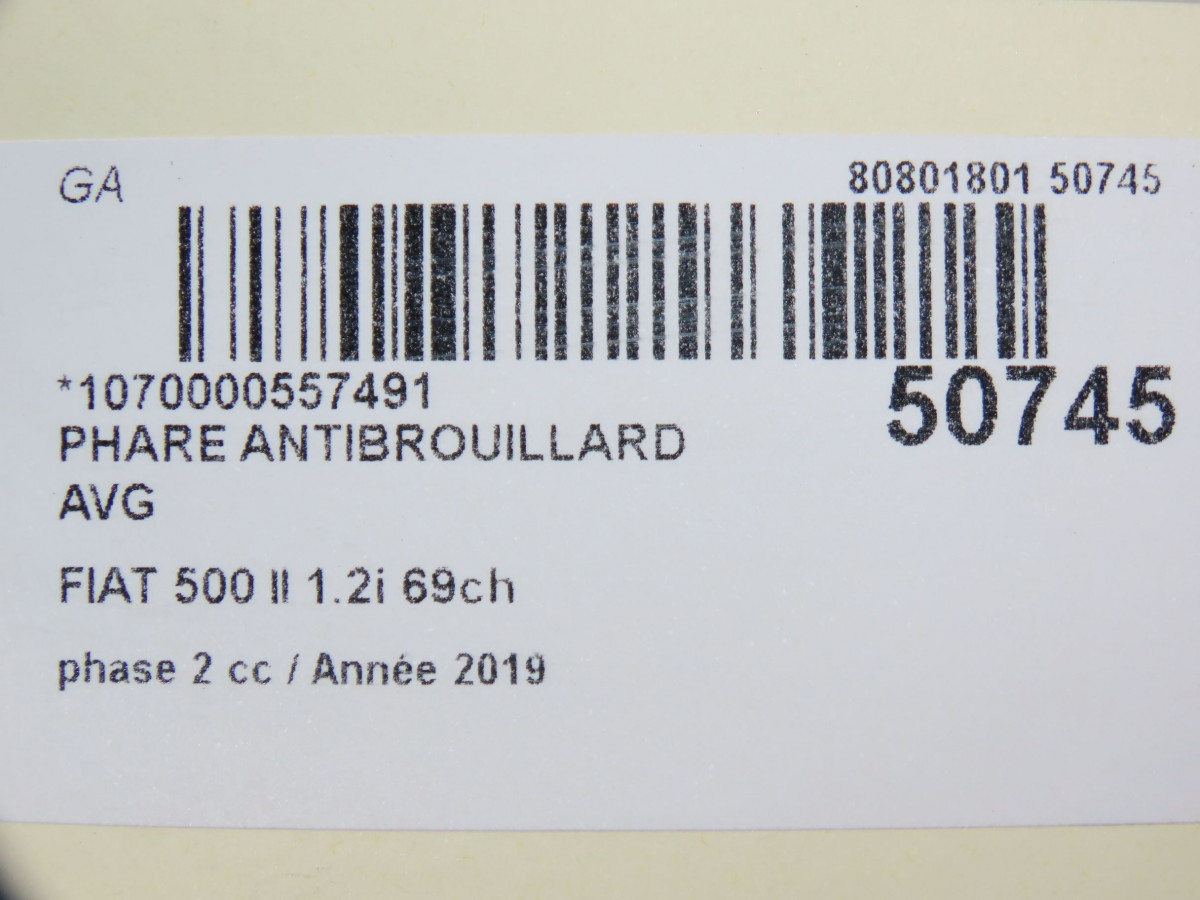 GA
80801801 50745
*1070000557491
50745
PHARE ANTIBROUILLARD
AVG
FIAT 500 II 1.2i 69ch
phase 2 cc / Année 2019